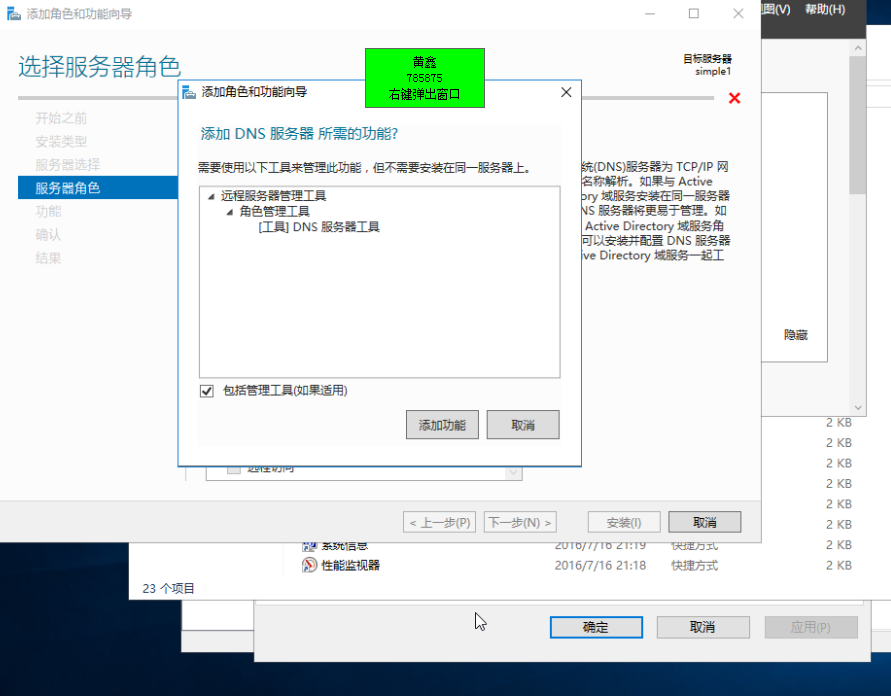 添加角色和功能向导
图(V) 帮助(H)
选择服务器角色
目标服务器
simple1
黄鑫
785875
右键弹出窗口
开始之前
安装类型
服务器选择
服务器角色
功能
确认
结果
添加角色和功能向导
添加 DNS 服务器 所需的功能?
需要使用以下工具来管理此功能，但不需要安装在同一服务器上。
远程服务器管理工具
角色管理工具
[工具] DNS 服务器工具
包括管理工具(如果适用)
添加功能
取消
统(DNS)服务器为 TCP/IP 网
名称解析。如果与 Active
ory 域服务安装在同一服务器
NS 服务器将更易于管理。如
Active Directory 域服务角
可以安装并配置 DNS 服务器
ive Directory 域服务一起工
隐藏
远程访问
< 上一步(P)
下一步(N) >
安装(I)
取消
2 KB
2 KB
2 KB
2 KB
2 KB
2 KB
系统信息 2016/7/16 21:19 快捷方式 2 KB
性能监视器 2016/7/16 21:18 快捷方式 2 KB
23 个项目
确定
取消
应用(P)